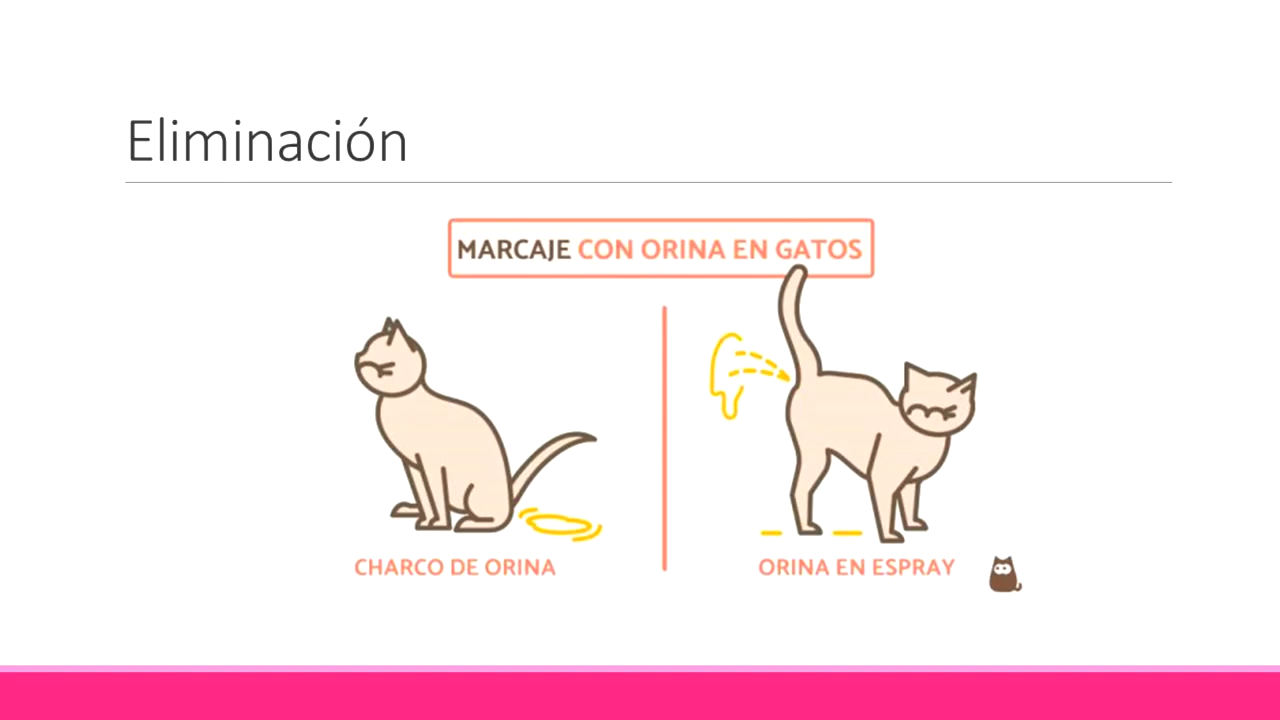 Eliminación
MARCAJE CON ORINA EN GATOS
CHARCO DE ORINA
ORINA EN ESPRAY